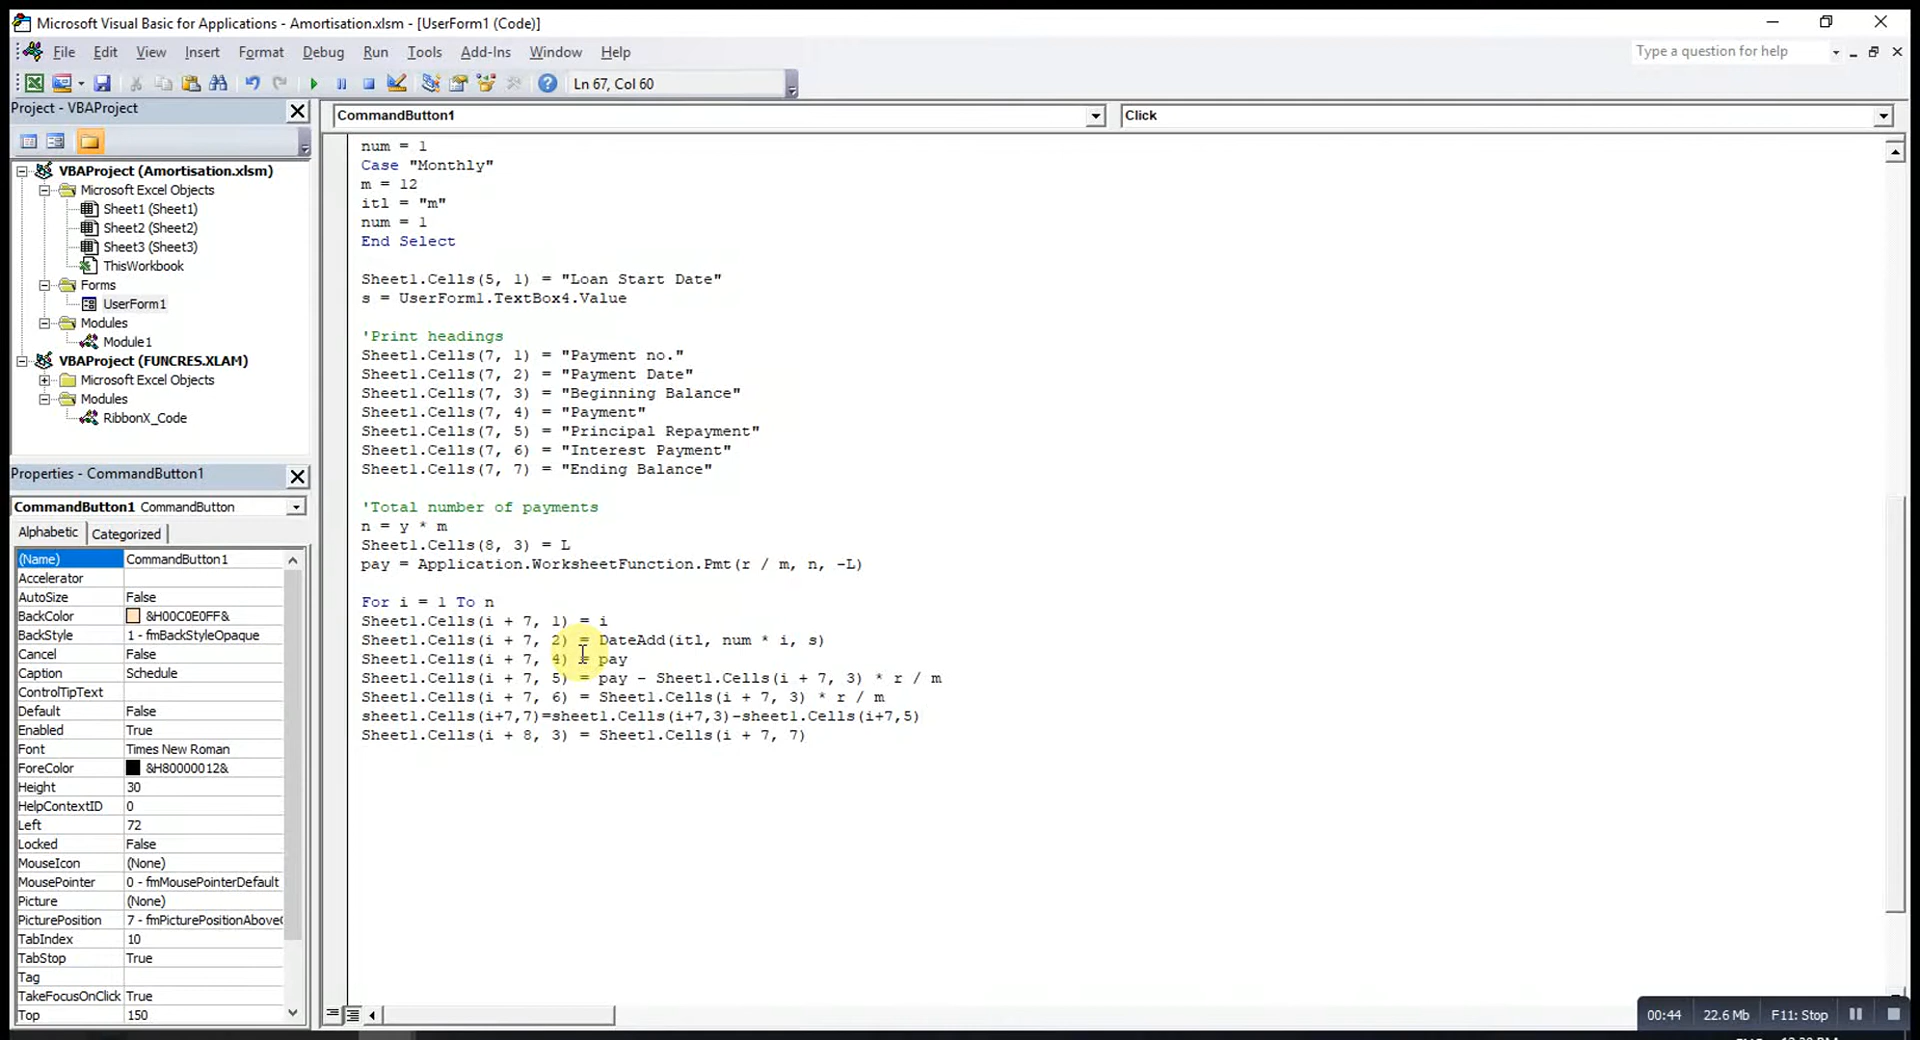 Microsoft Visual Basic for Applications - Amortisation.xlsm - [UserForm1 (Code)]
File Edit View Insert Format Debug Run Tools Add-Ins Window Help
Type a question for help
Ln 67, Col 60
Project - VBAProject
VBAProject (Amortisation.xlsm)
Microsoft Excel Objects
Sheet1 (Sheet1)
Sheet2 (Sheet2)
Sheet3 (Sheet3)
ThisWorkbook
Forms
UserForm1
Modules
Module1
VBAProject (FUNCRES.XLAM)
Microsoft Excel Objects
Modules
RibbonX_Code
Properties - CommandButton1
CommandButton1 CommandButton
Alphabetic Categorized
(Name) CommandButton1
Accelerator
AutoSize False
BackColor &H00C0E0FF&
BackStyle 1 - fmBackStyleOpaque
Cancel False
Caption Schedule
ControlTipText
Default False
Enabled True
Font Times New Roman
ForeColor &H80000012&
Height 30
HelpContextID 0
Left 72
Locked False
MouseIcon (None)
MousePointer 0 - fmMousePointerDefault
Picture (None)
PicturePosition 7 - fmPicturePositionAbove
TabIndex 10
TabStop True
Tag
TakeFocusOnClick True
Top 150
CommandButton1
Click
num = 1
Case "Monthly"
m = 12
itl = "m"
num = 1
End Select
Sheet1.Cells(5, 1) = "Loan Start Date"
s = UserForm1.TextBox4.Value
'Print headings
Sheet1.Cells(7, 1) = "Payment no."
Sheet1.Cells(7, 2) = "Payment Date"
Sheet1.Cells(7, 3) = "Beginning Balance"
Sheet1.Cells(7, 4) = "Payment"
Sheet1.Cells(7, 5) = "Principal Repayment"
Sheet1.Cells(7, 6) = "Interest Payment"
Sheet1.Cells(7, 7) = "Ending Balance"
'Total number of payments
n = y * m
Sheet1.Cells(8, 3) = L
pay = Application.WorksheetFunction.Pmt(r / m, n, -L)
For i = 1 To n
Sheet1.Cells(i + 7, 1) = i
Sheet1.Cells(i + 7, 2) = DateAdd(itl, num * i, s)
Sheet1.Cells(i + 7, 4) = pay
Sheet1.Cells(i + 7, 5) = pay - Sheet1.Cells(i + 7, 3) * r / m
Sheet1.Cells(i + 7, 6) = Sheet1.Cells(i + 7, 3) * r / m
sheet1.Cells(i+7,7)=sheet1.Cells(i+7,3)-sheet1.Cells(i+7,5)
Sheet1.Cells(i + 8, 3) = Sheet1.Cells(i + 7, 7)
00:44 22.6 Mb F11: Stop